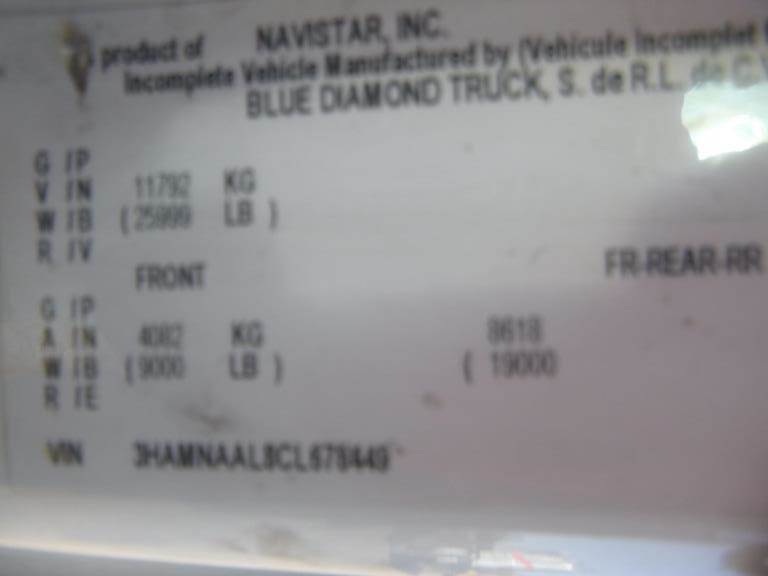 product of NAVISTAR, INC.
Incomplete Vehicle Manufactured by (Vehicule Incomplet
BLUE DIAMOND TRUCK, S. de R.L. de C.V
G /P
V /N 11792 KG
W /B ( 25999 LB )
R /V
FRONT FR-REAR-RR
G /P
A /N 4082 KG 8618
W /B ( 9000 LB ) ( 19000
R /E
VIN